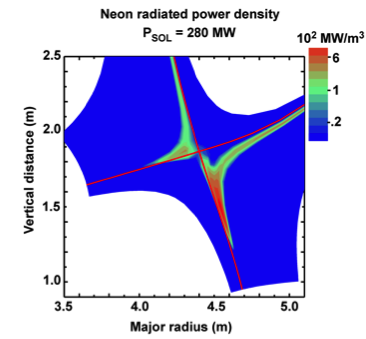 Neon radiated power density
P_SOL = 280 MW
10² MW/m³
6
1
.2
2.5
2.0
1.5
1.0
Vertical distance (m)
3.5 4.0 4.5 5.0
Major radius (m)